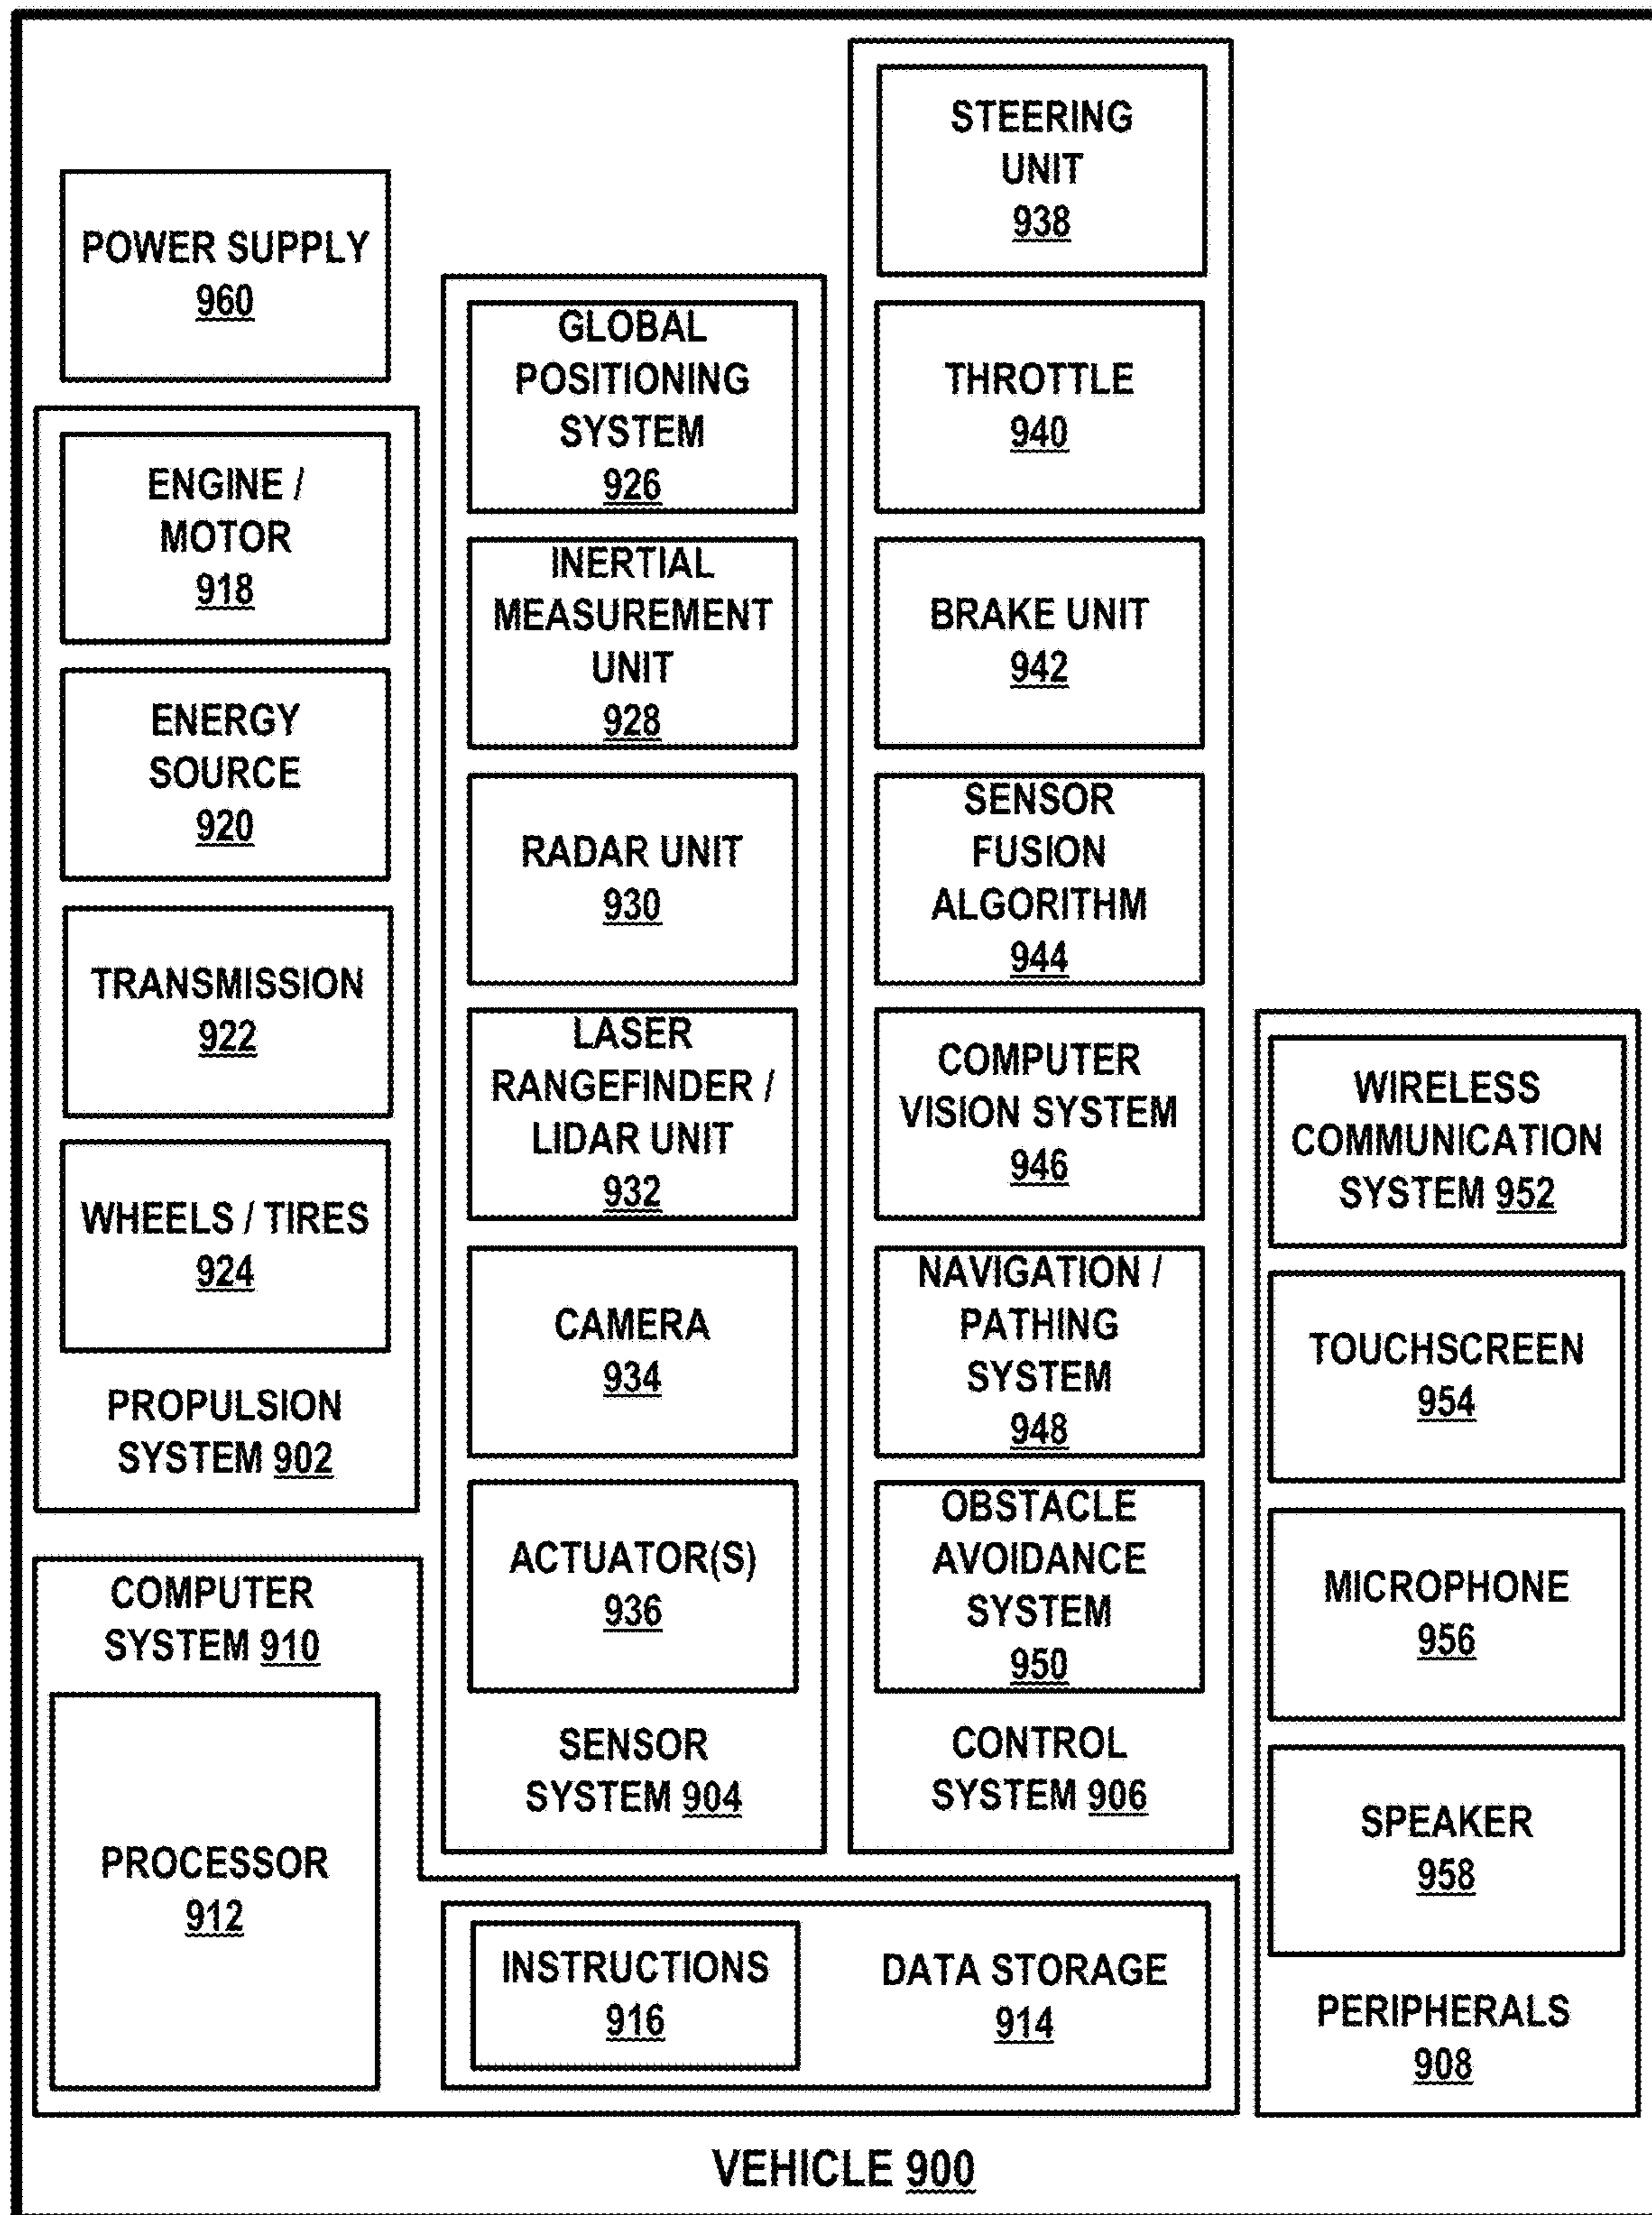 POWER SUPPLY
960
ENGINE /
MOTOR
918
ENERGY
SOURCE
920
TRANSMISSION
922
WHEELS / TIRES
924
PROPULSION
SYSTEM 902
COMPUTER
SYSTEM 910
PROCESSOR
912
INSTRUCTIONS
916
DATA STORAGE
914
GLOBAL
POSITIONING
SYSTEM
926
INERTIAL
MEASUREMENT
UNIT
928
RADAR UNIT
930
LASER
RANGEFINDER /
LIDAR UNIT
932
CAMERA
934
ACTUATOR(S)
936
SENSOR
SYSTEM 904
STEERING
UNIT
938
THROTTLE
940
BRAKE UNIT
942
SENSOR
FUSION
ALGORITHM
944
COMPUTER
VISION SYSTEM
946
NAVIGATION /
PATHING
SYSTEM
948
OBSTACLE
AVOIDANCE
SYSTEM
950
CONTROL
SYSTEM 906
WIRELESS
COMMUNICATION
SYSTEM 952
TOUCHSCREEN
954
MICROPHONE
956
SPEAKER
958
PERIPHERALS
908
VEHICLE 900